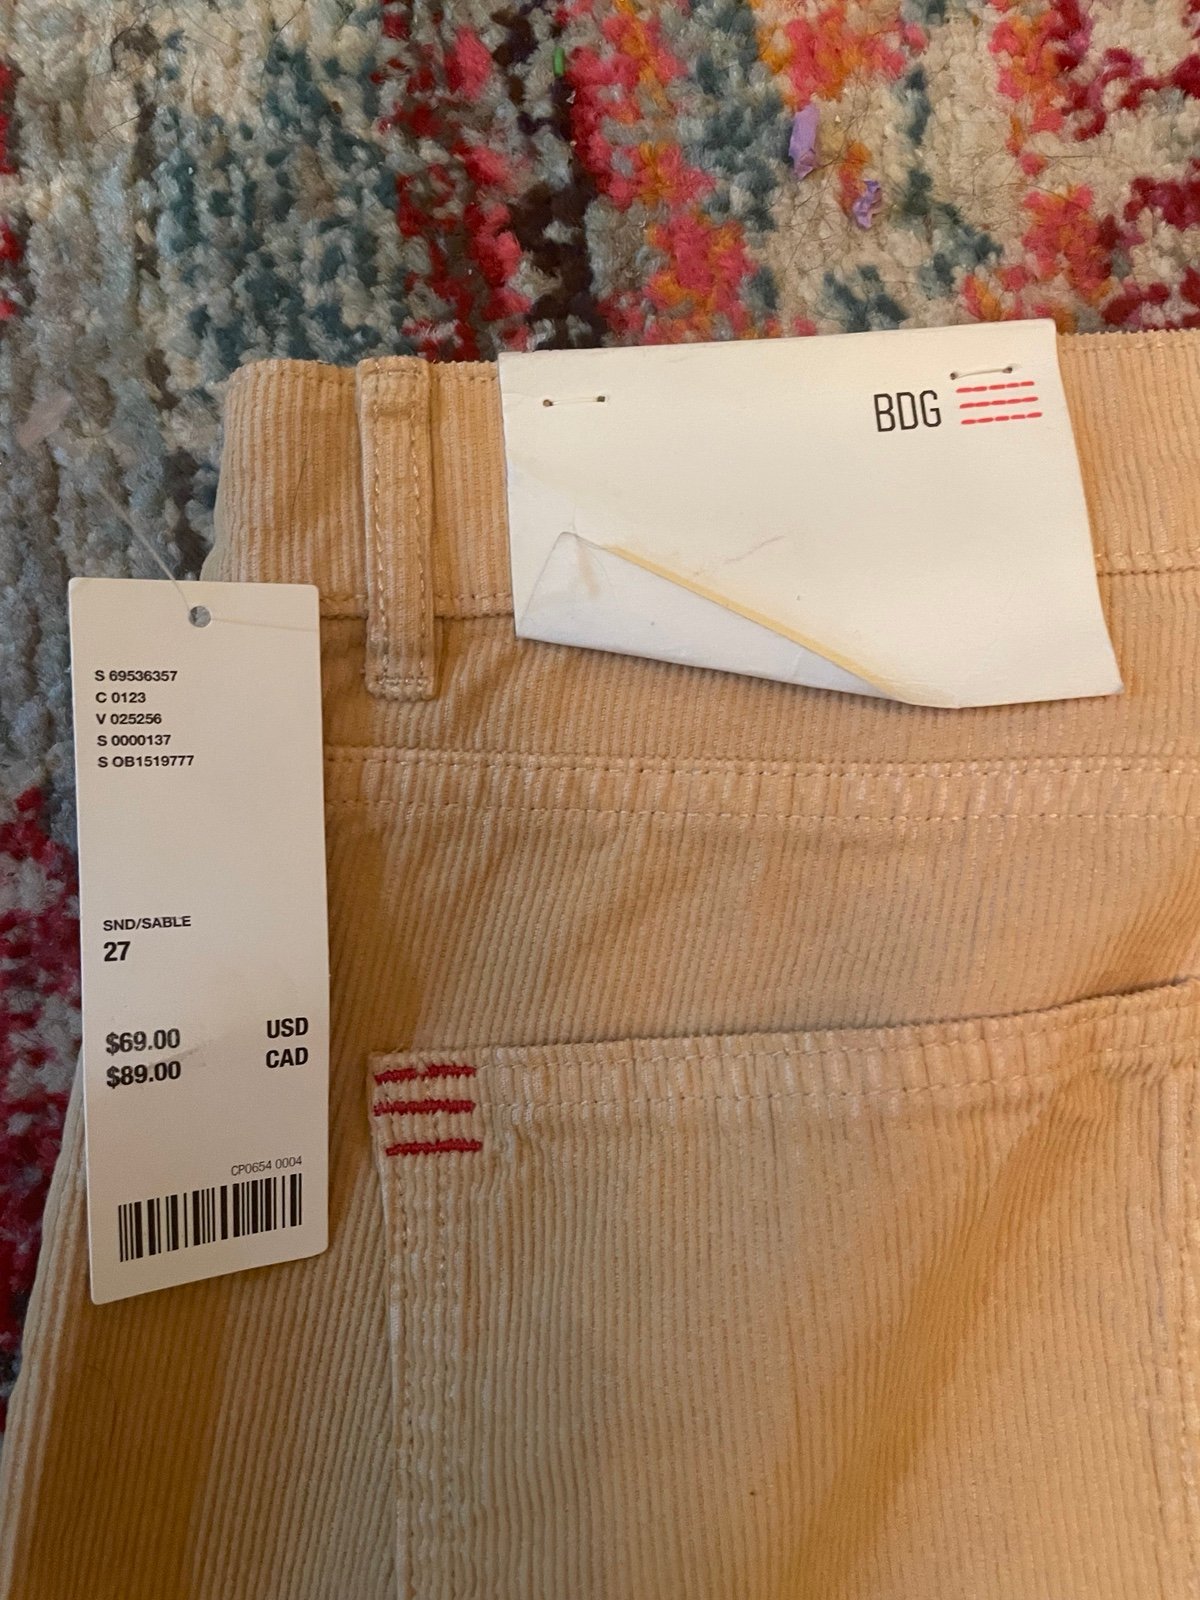 BDG
S 69536357
C 0123
V 025256
S 0000137
S OB1519777
SND/SABLE
27
$69.00 USD
$89.00 CAD
CP0654 0004